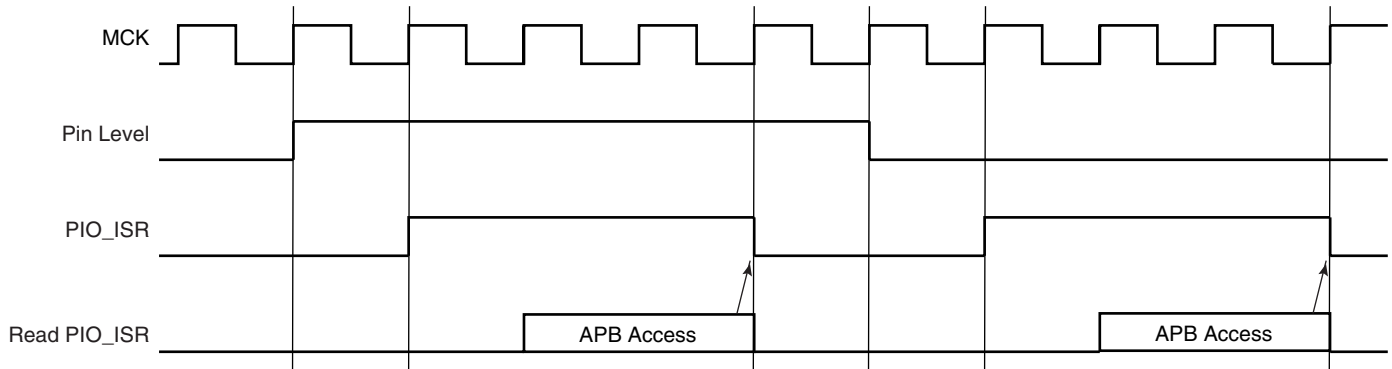 MCK
Pin Level
PIO_ISR
Read PIO_ISR
APB Access
APB Access